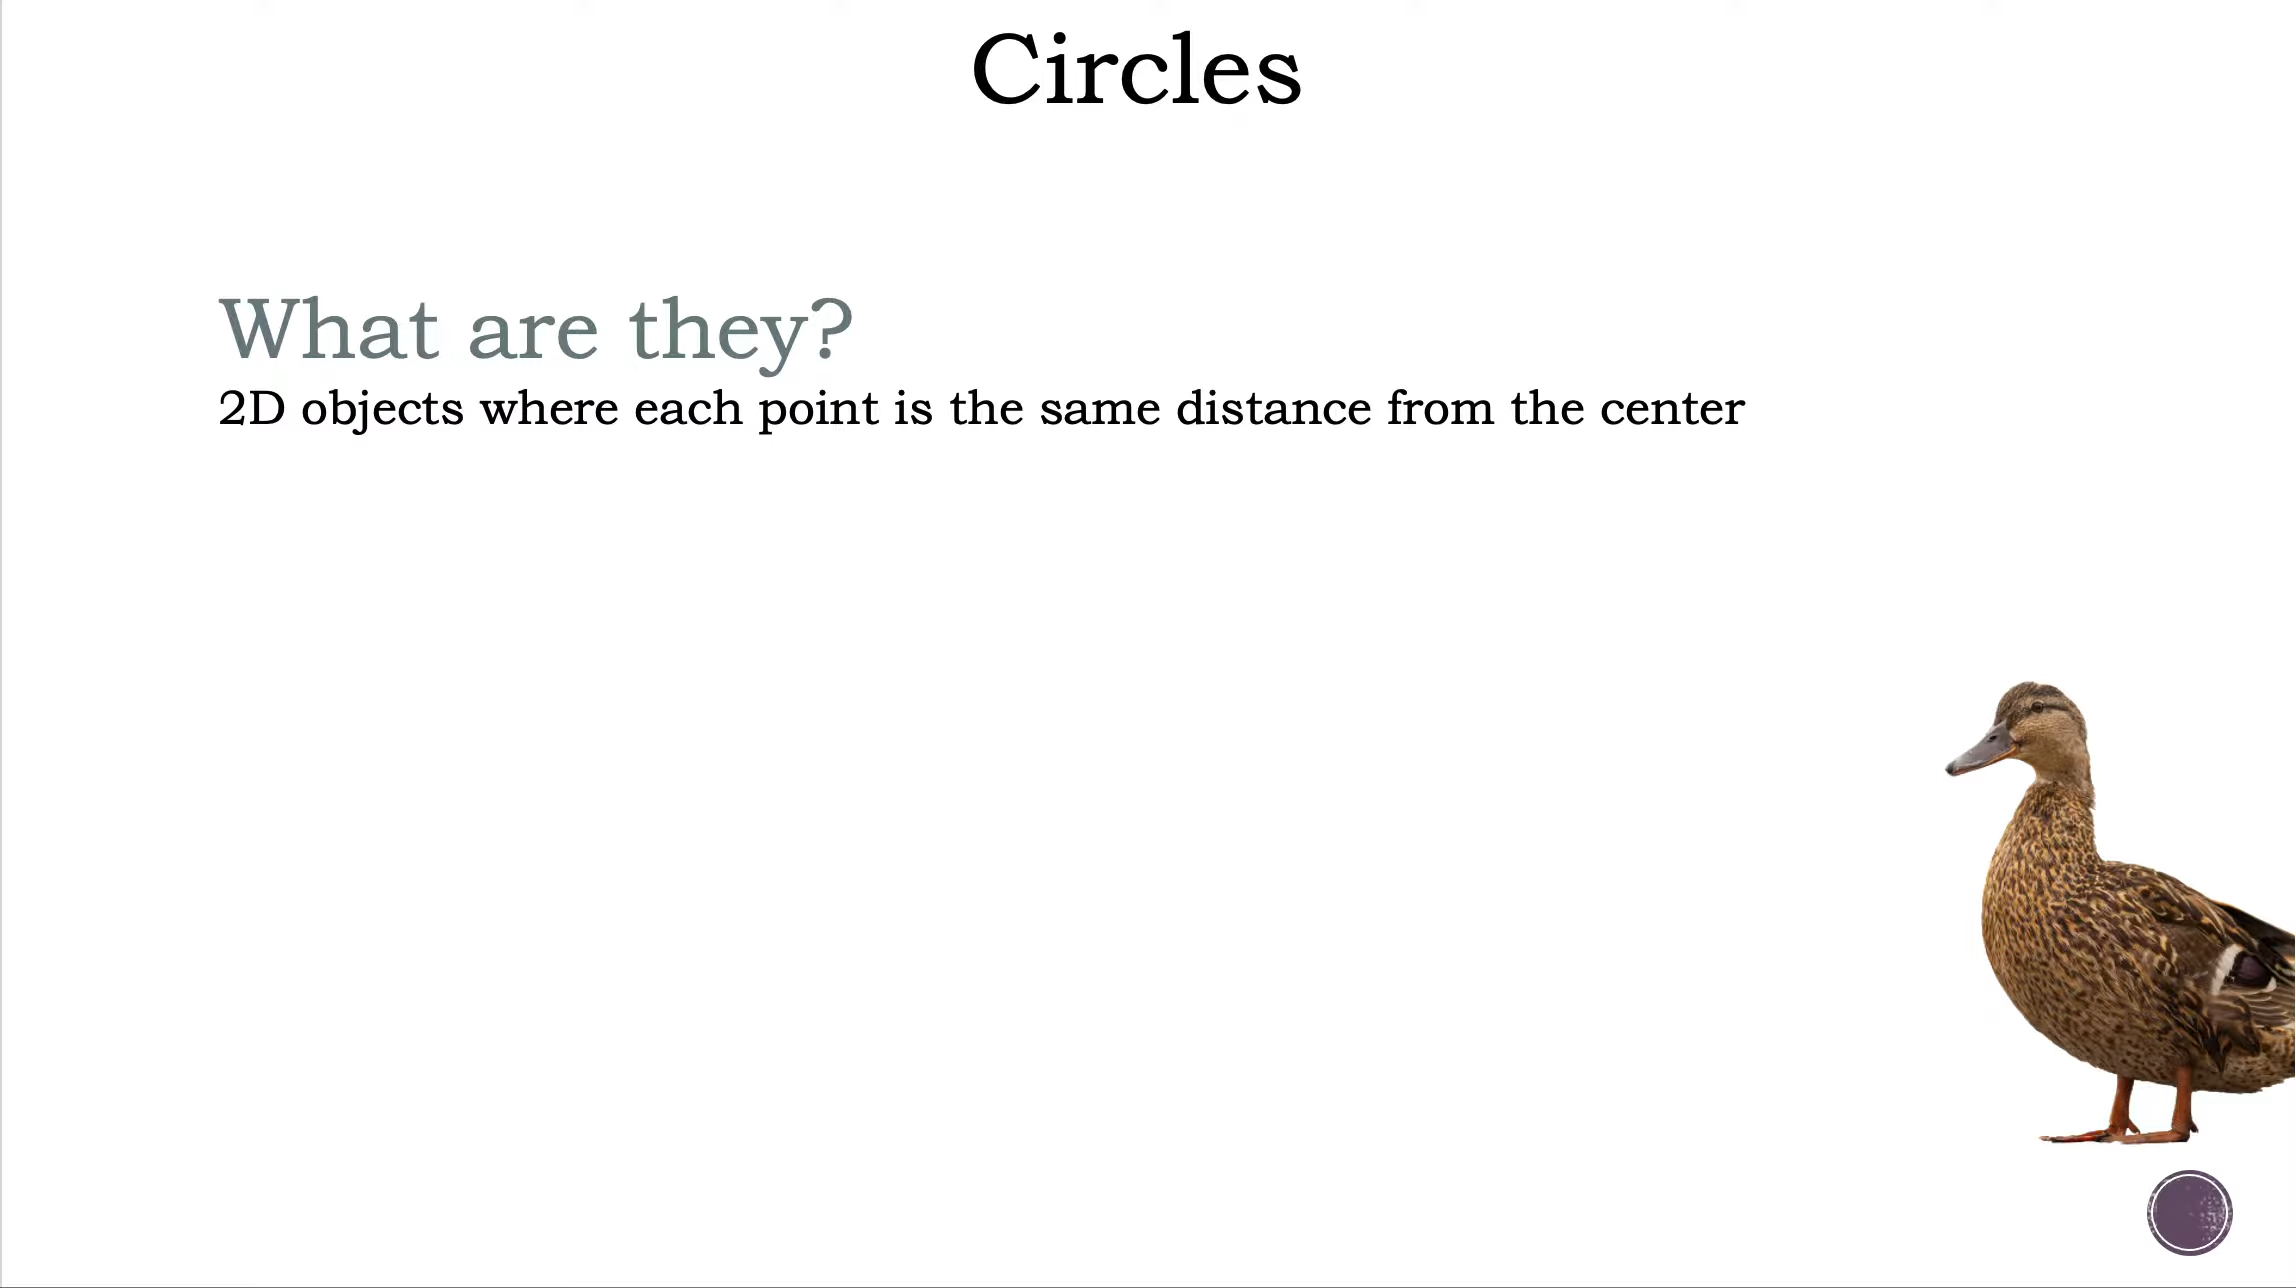 Circles
What are they?
2D objects where each point is the same distance from the center